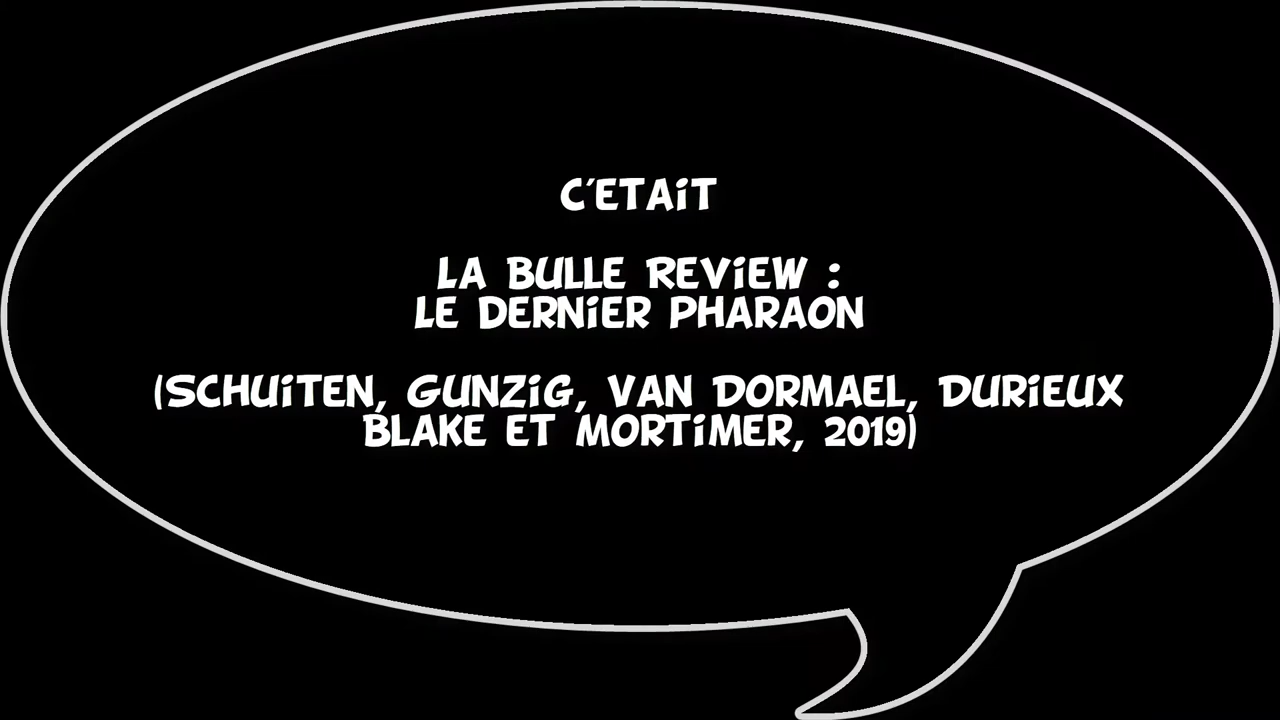 C'ETAIT
LA BULLE REVIEW :
LE DERNIER PHARAON
(SCHUITEN, GUNZIG, VAN DORMAEL, DURIEUX
BLAKE ET MORTIMER, 2019)